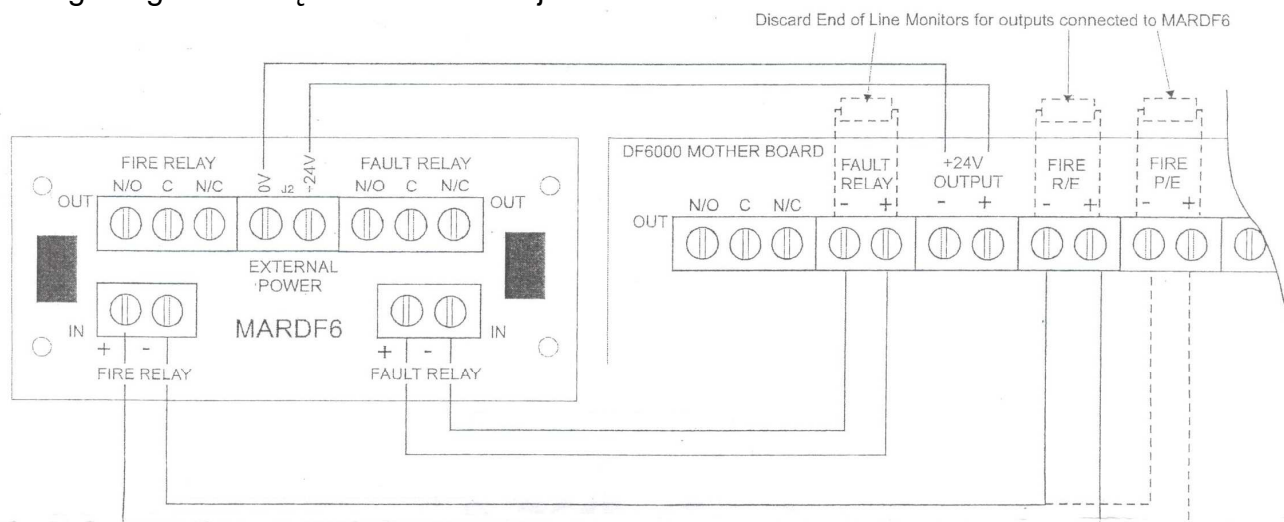 Discard End of Line Monitors for outputs connected to MARDF6
FIRE RELAY
N/O C N/C
0V J2 -24V
FAULT RELAY
N/O C N/C
OUT
OUT
EXTERNAL
POWER
IN
MARDF6
IN
+ -
FIRE RELAY
+ -
FAULT RELAY
DF6000 MOTHER BOARD
OUT
N/O C N/C
FAULT
RELAY
- +
+24V
OUTPUT
- +
FIRE
R/E
- +
FIRE
P/E
- +